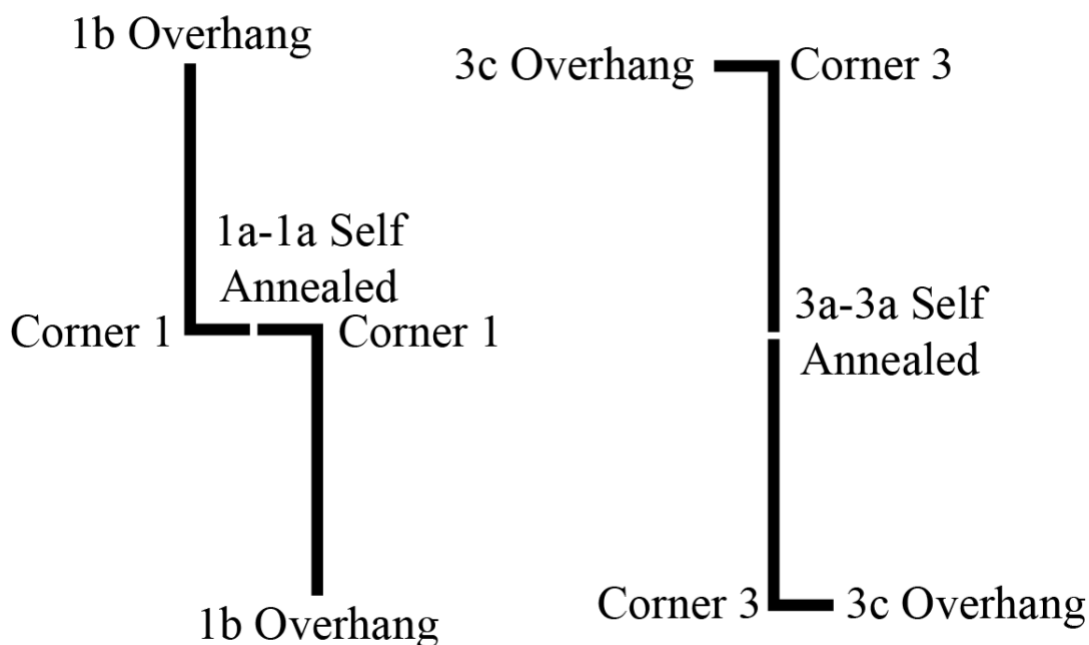 1b Overhang
1a-1a Self
Annealed
Corner 1
Corner 1
1b Overhang
3c Overhang
Corner 3
3a-3a Self
Annealed
Corner 3
3c Overhang